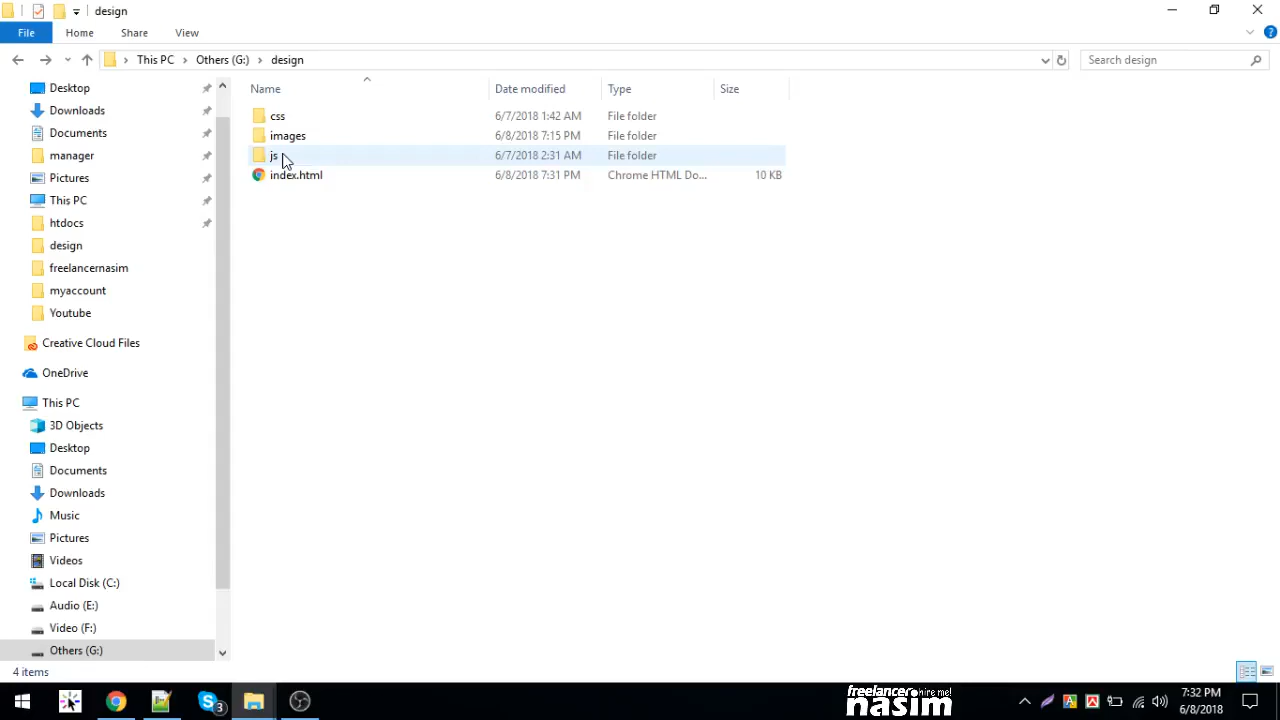 design
File Home Share View
This PC Others (G:) design Search design
Name Date modified Type Size
css 6/7/2018 1:42 AM File folder
images 6/8/2018 7:15 PM File folder
js 6/7/2018 2:31 AM File folder
index.html 6/8/2018 7:31 PM Chrome HTML Do... 10 KB
Desktop
Downloads
Documents
manager
Pictures
This PC
htdocs
design
freelancernasim
myaccount
Youtube
Creative Cloud Files
OneDrive
This PC
3D Objects
Desktop
Documents
Downloads
Music
Pictures
Videos
Local Disk (C:)
Audio (E:)
Video (F:)
Others (G:)
4 items
3
freelancer hire me!
nasim
7:32 PM
6/8/2018